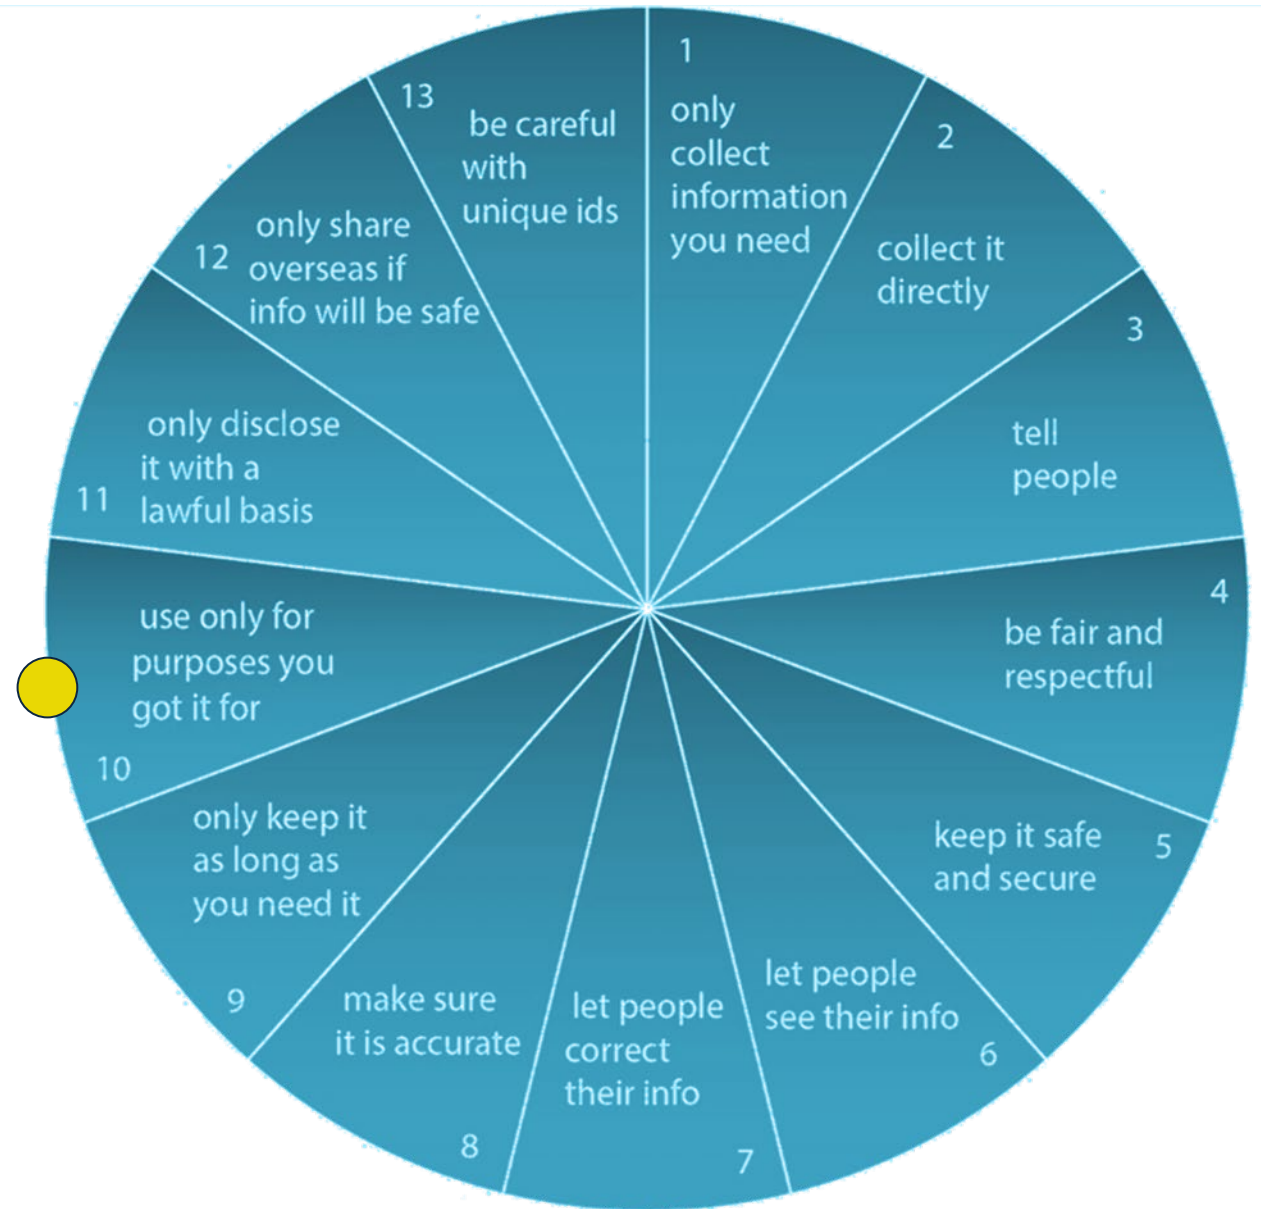 1
only
collect
information
you need
2
collect it
directly
3
tell
people
4
be fair and
respectful
5
keep it safe
and secure
6
let people
see their info
7
let people
correct
their info
8
make sure
it is accurate
9
only keep it
as long as
you need it
10
use only for
purposes you
got it for
11
only disclose
it with a
lawful basis
12
only share
overseas if
info will be safe
13
be careful
with
unique ids